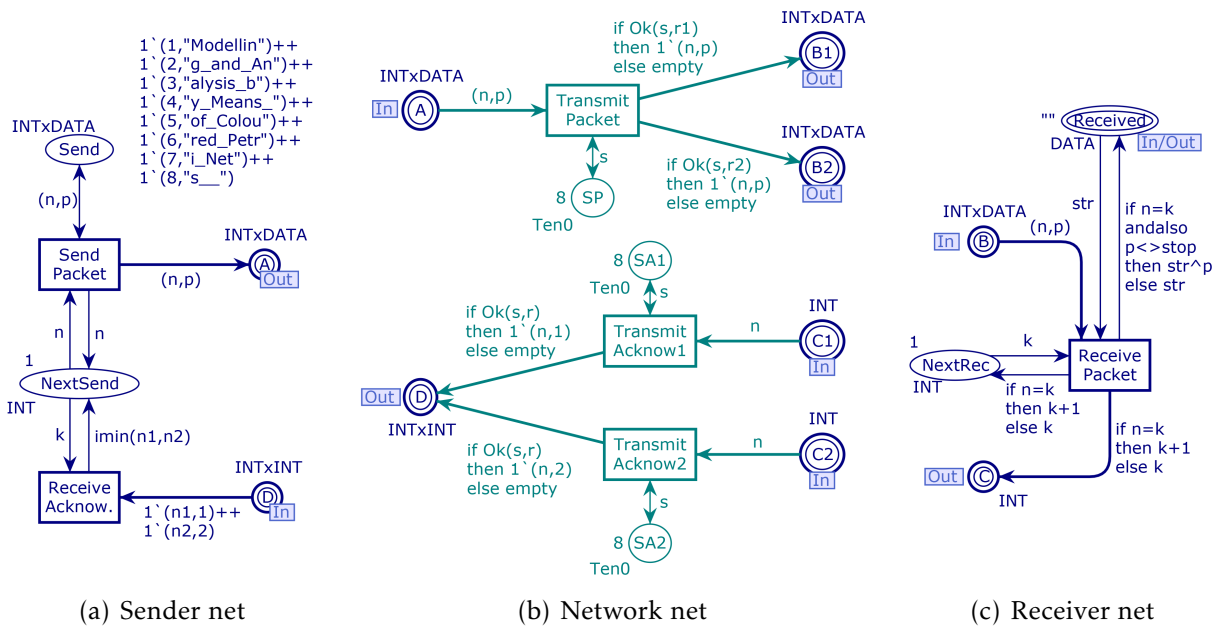 1`(1,"Modellin")++
1`(2,"g_and_An")++
1`(3,"alysis_b")++
1`(4,"y_Means_")++
1`(5,"of_Colou")++
1`(6,"red_Petr")++
1`(7,"i_Net")++
1`(8,"s__")
INTxDATA
Send
(n,p)
Send
Packet
(n,p)
INTxDATA
A
Out
n
n
1
NextSend
INT
k
imin(n1,n2)
Receive
Acknow.
1`(n1,1)++
1`(n2,2)
INTxINT
D
In
(a) Sender net
INTxDATA
In
A
(n,p)
Transmit
Packet
if Ok(s,r1)
then 1`(n,p)
else empty
INTxDATA
B1
Out
if Ok(s,r2)
then 1`(n,p)
else empty
INTxDATA
B2
Out
s
8
SP
Ten0
8
SA1
Ten0
s
Transmit
Acknow1
n
INT
C1
In
if Ok(s,r)
then 1`(n,1)
else empty
Out
D
INTxINT
if Ok(s,r)
then 1`(n,2)
else empty
Transmit
Acknow2
n
INT
C2
In
s
8
SA2
Ten0
(b) Network net
""
Received
DATA
In/Out
str
if n=k
andalso
p<>stop
then str^p
else str
INTxDATA
In
B
(n,p)
1
NextRec
INT
k
if n=k
then k+1
else k
Receive
Packet
if n=k
then k+1
else k
Out
C
INT
(c) Receiver net